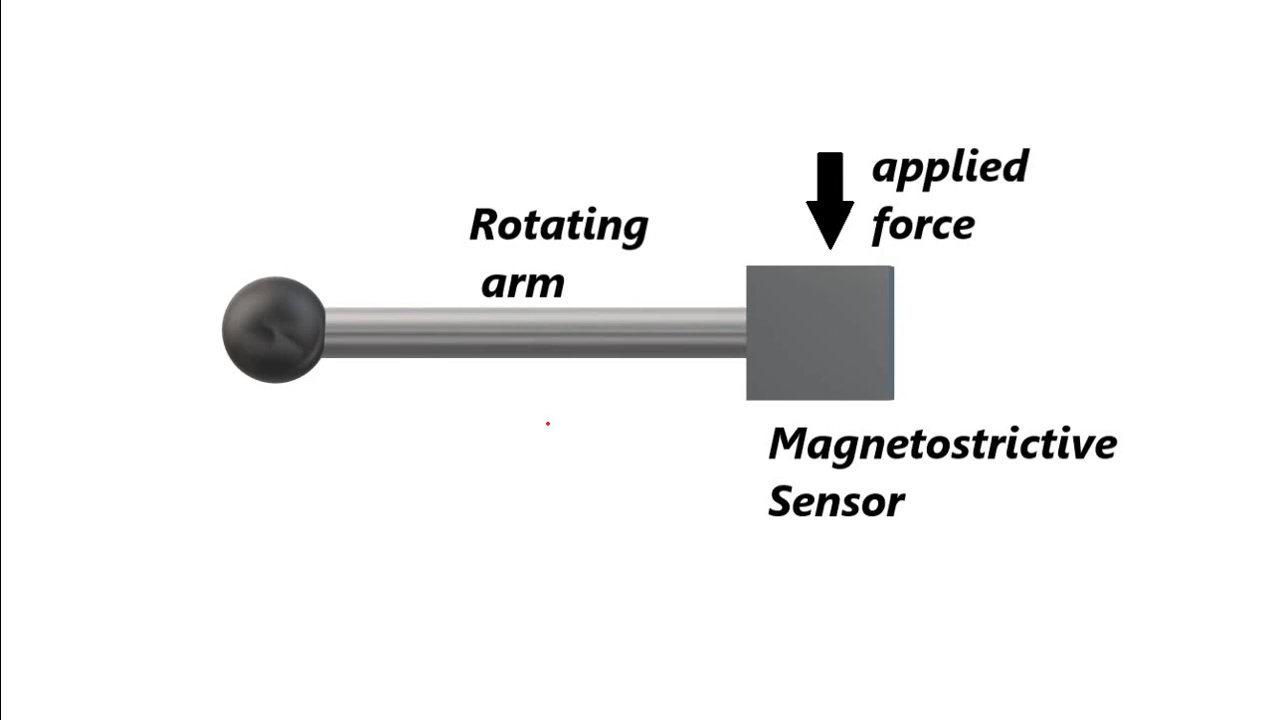 applied
force
Rotating
arm
Magnetostrictive
Sensor